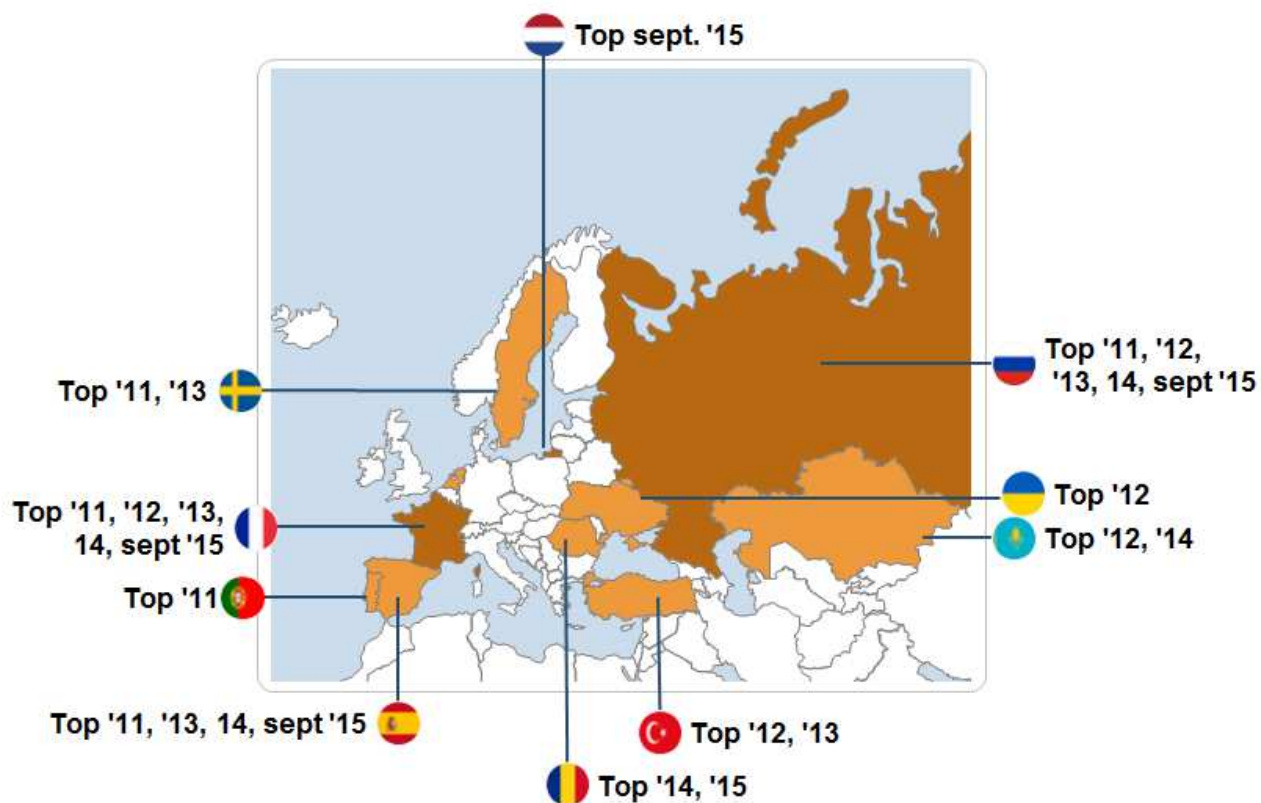 Top sept. '15
Top '11, '12,
'13, 14, sept '15
Top '11, '13
Top '12
Top '11, '12, '13,
14, sept '15
Top '12, '14
Top '11
Top '11, '13, 14, sept '15
Top '12, '13
Top '14, '15